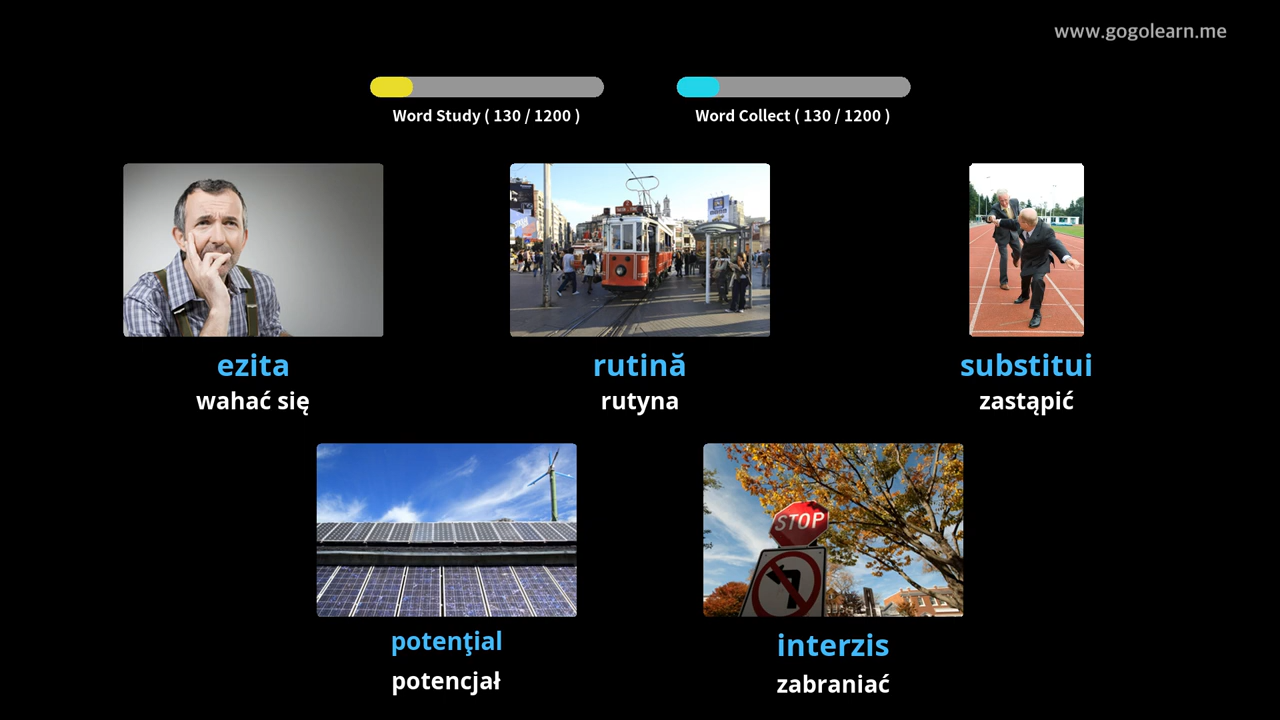 www.gogolearn.me
Word Study ( 130 / 1200 )
Word Collect ( 130 / 1200 )
ezita
wahać się
rutină
rutyna
substitui
zastąpić
STOP
potenţial
potencjał
interzis
zabraniać